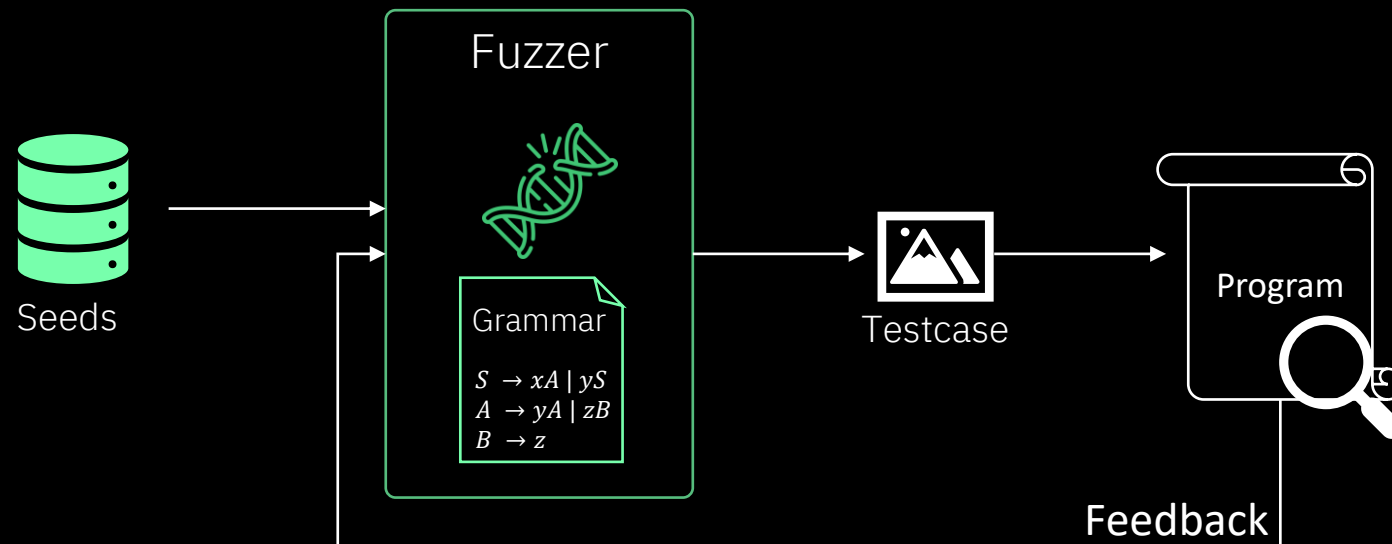 Fuzzer
Seeds
Grammar
S → xA | yS
A → yA | zB
B → z
Testcase
Program
Feedback